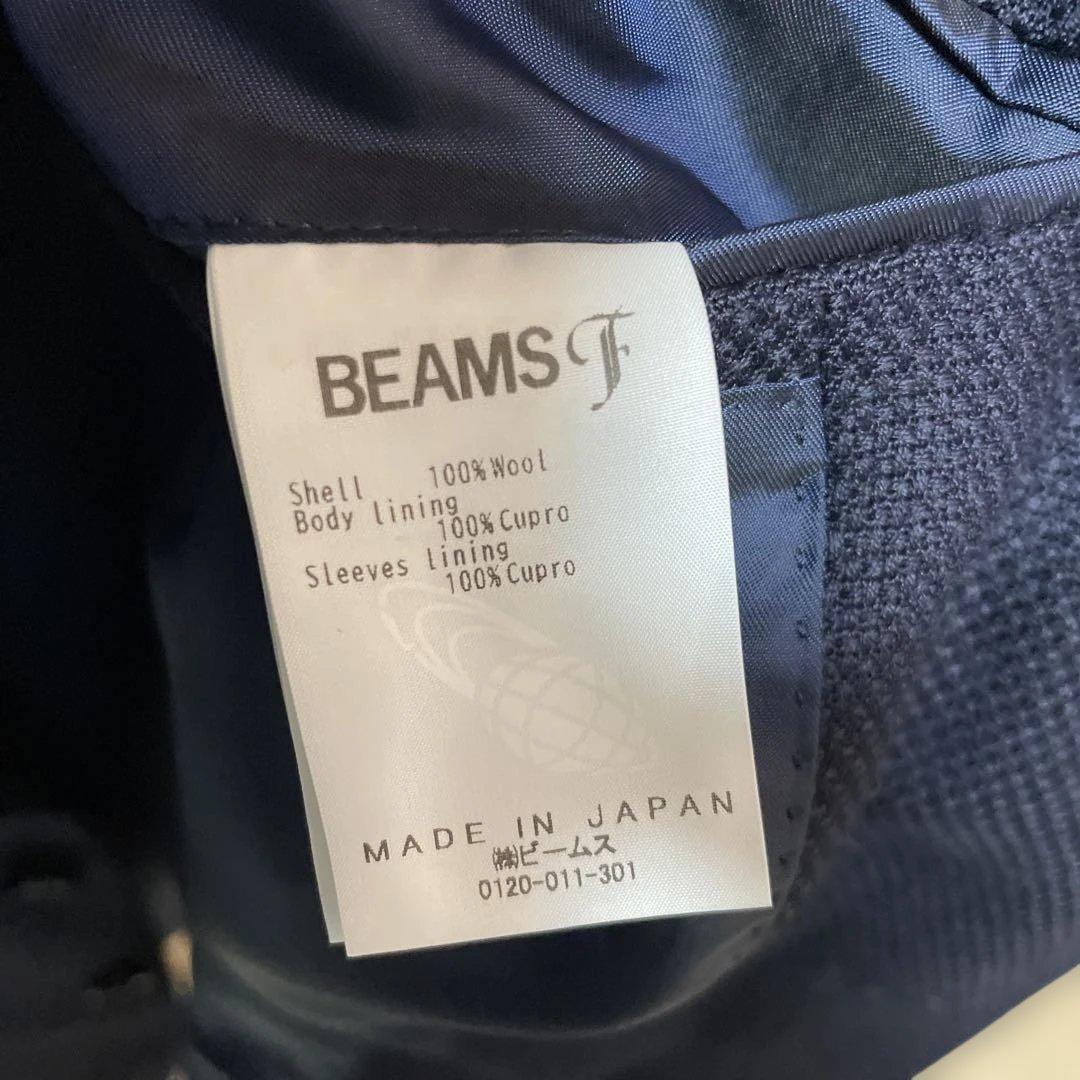 BEAMS F
Shell 100%Wool
Body lining
100%Cupro
Sleeves lining
100%Cupro
MADE IN JAPAN
㈱ビームス
0120-011-301